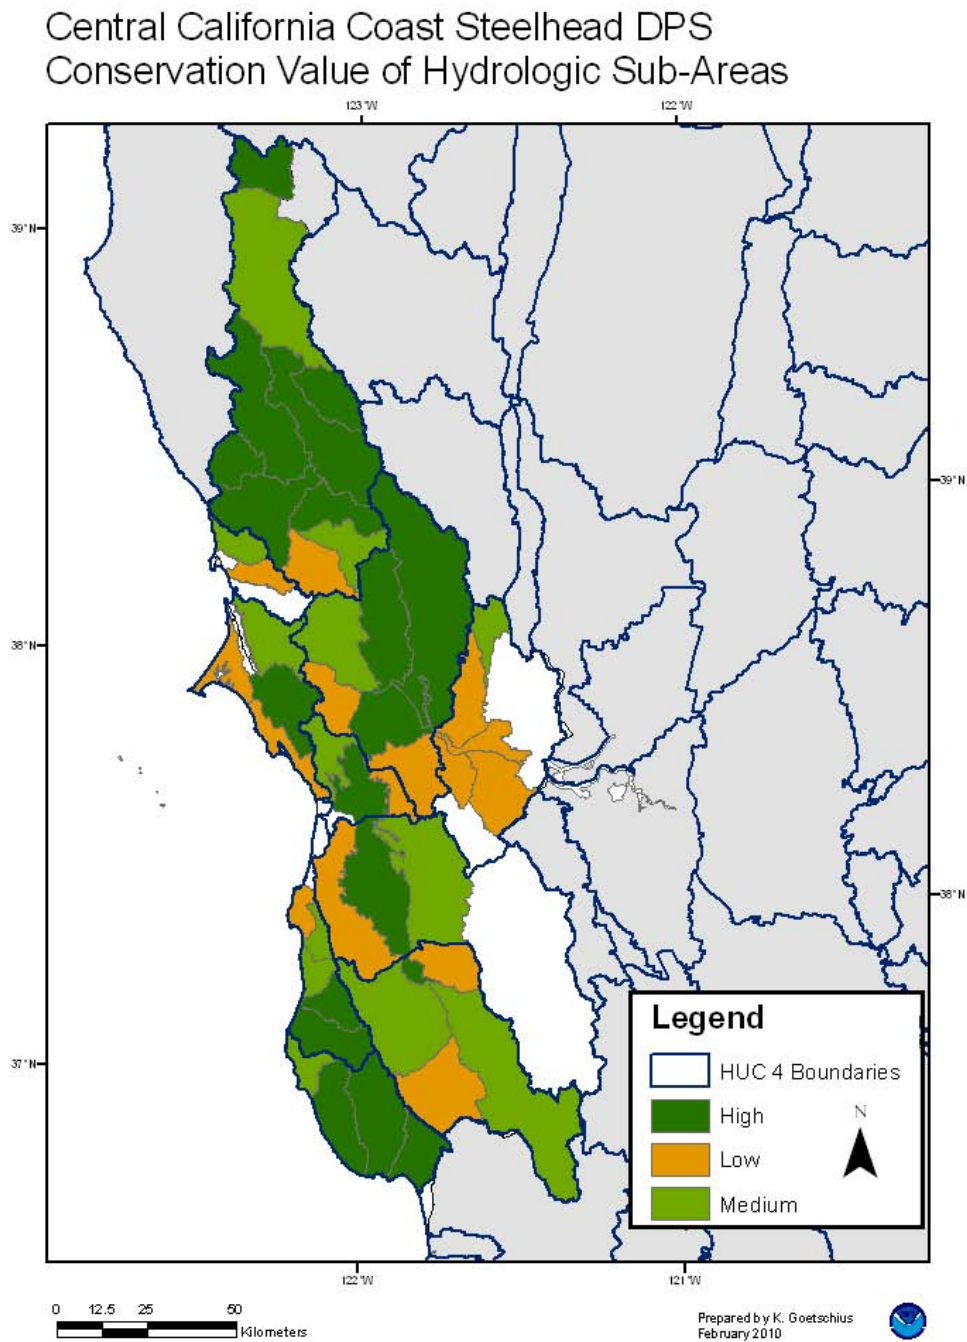 Central California Coast Steelhead DPS
Conservation Value of Hydrologic Sub-Areas
123°W
122°W
39°N
39°N
38°N
38°N
37°N
Legend
HUC 4 Boundaries
High
N
Low
Medium
122°W
121°W
0 12.5 25 50
Kilometers
Prepared by K. Goetschius
February 2010